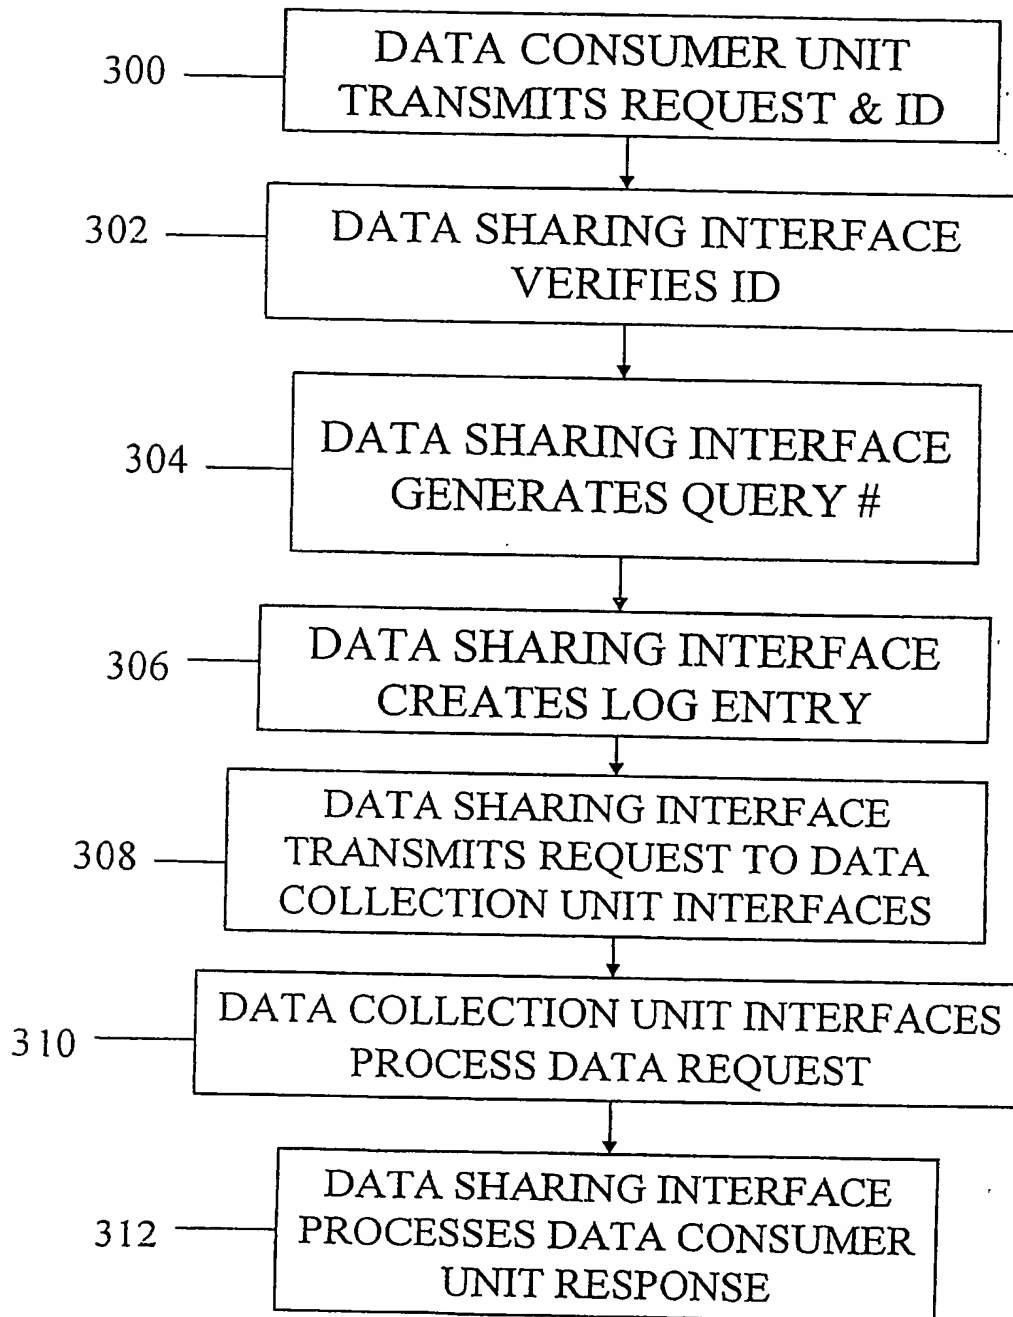 300
DATA CONSUMER UNIT
TRANSMITS REQUEST & ID
302
DATA SHARING INTERFACE
VERIFIES ID
304
DATA SHARING INTERFACE
GENERATES QUERY #
306
DATA SHARING INTERFACE
CREATES LOG ENTRY
308
DATA SHARING INTERFACE
TRANSMITS REQUEST TO DATA
COLLECTION UNIT INTERFACES
310
DATA COLLECTION UNIT INTERFACES
PROCESS DATA REQUEST
312
DATA SHARING INTERFACE
PROCESSES DATA CONSUMER
UNIT RESPONSE